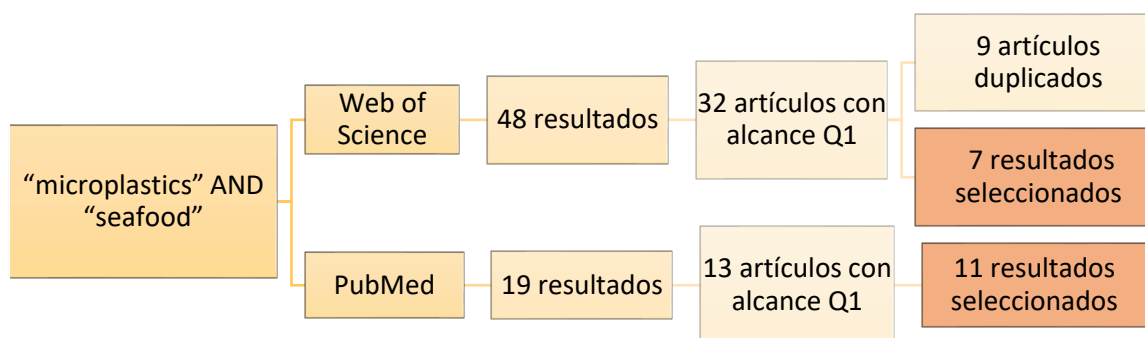 “microplastics” AND
“seafood”
Web of
Science
48 resultados
32 artículos con
alcance Q1
9 artículos
duplicados
7 resultados
seleccionados
PubMed
19 resultados
13 artículos con
alcance Q1
11 resultados
seleccionados